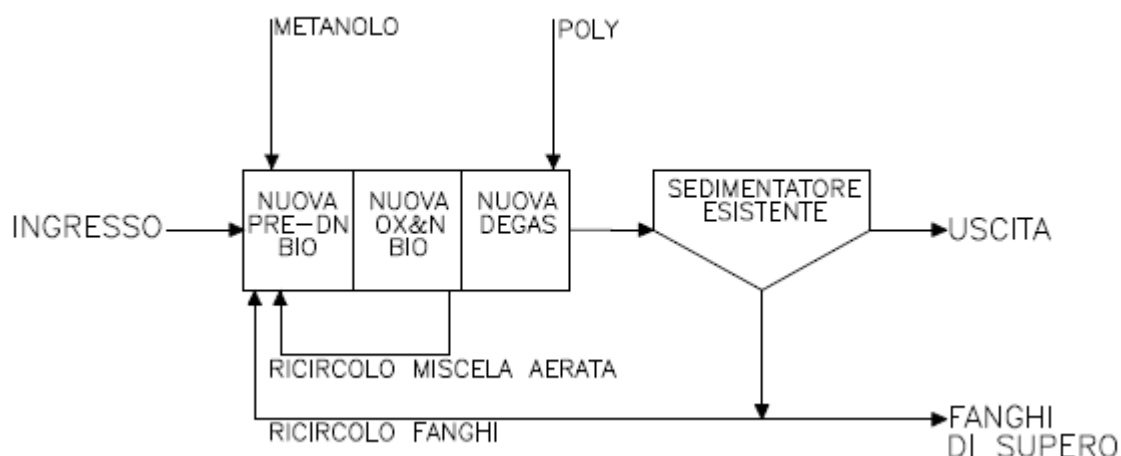 METANOLO
POLY
INGRESSO
NUOVA
PRE-DN
BIO
NUOVA
OX&N
BIO
NUOVA
DEGAS
SEDIMENTATORE
ESISTENTE
USCITA
RICIRCOLO MISCELA AERATA
RICIRCOLO FANGHI
FANGHI
DI SUPERO